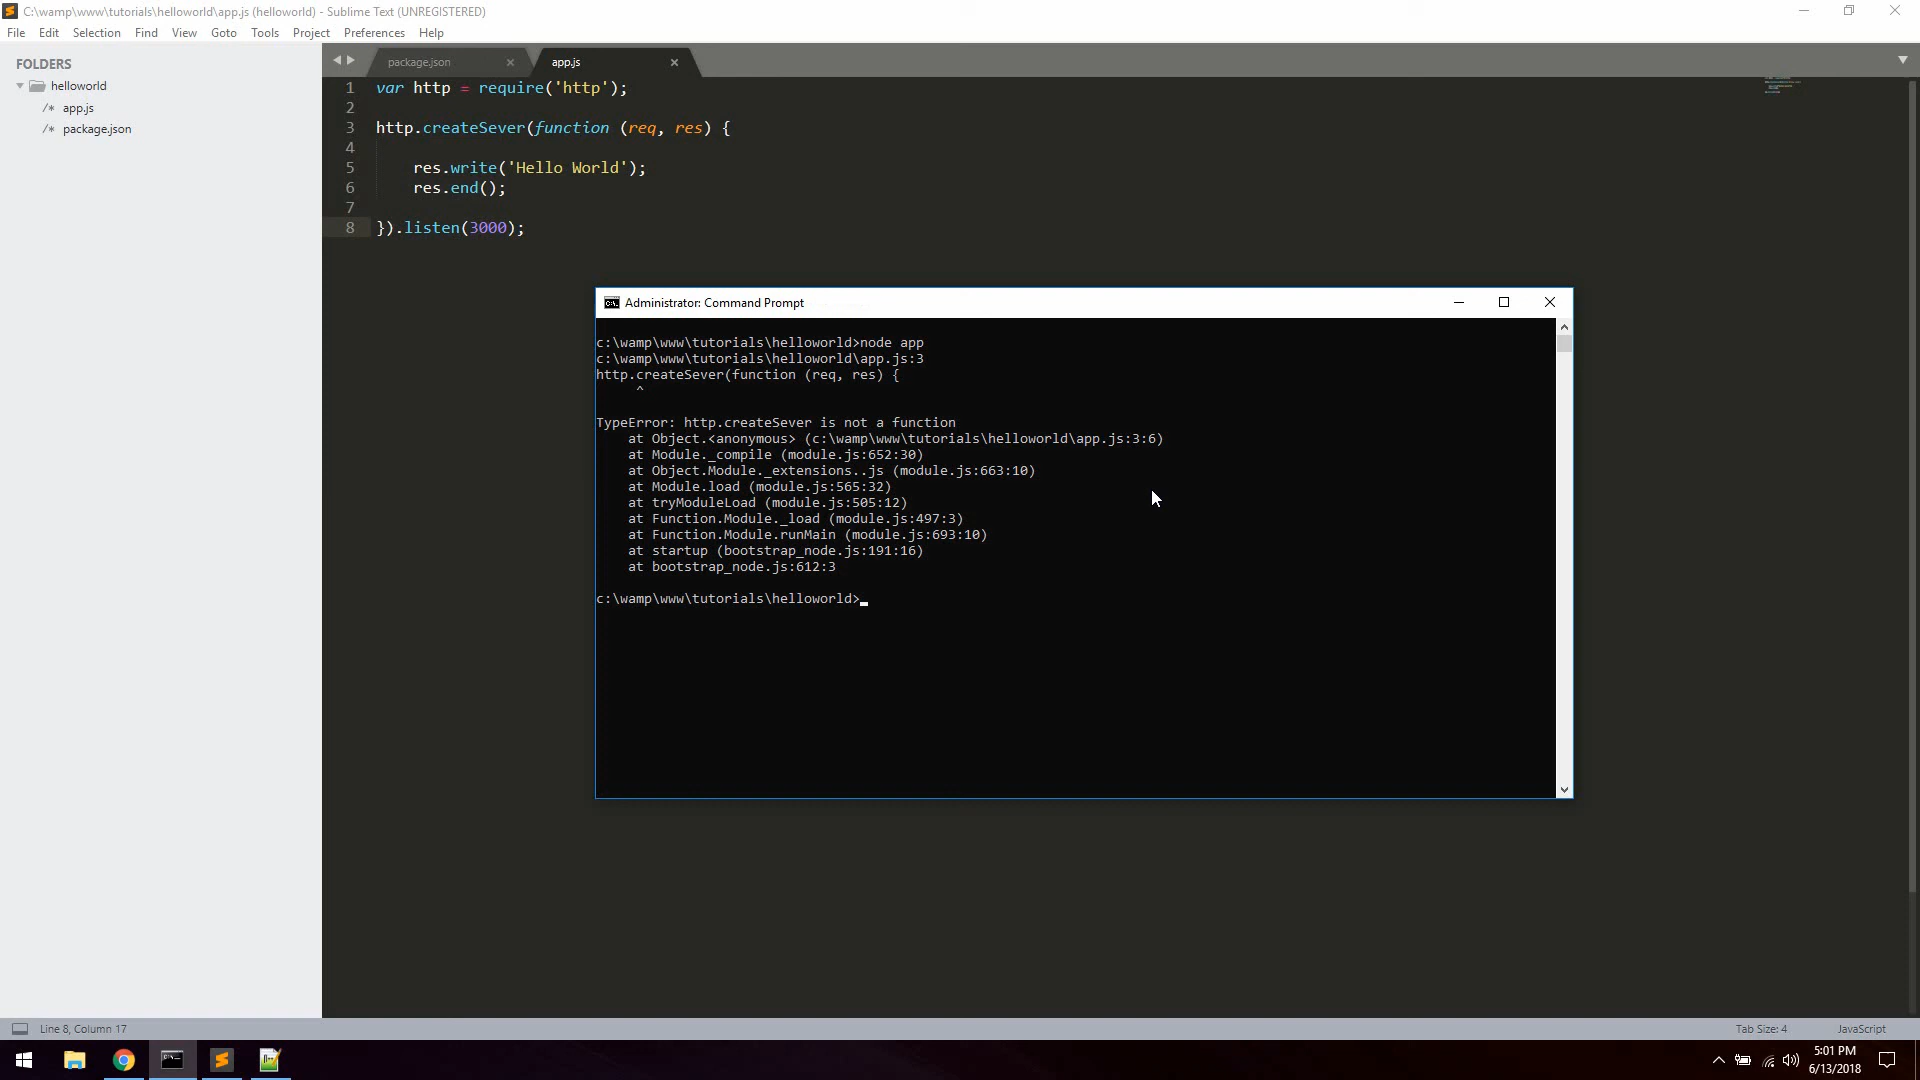 C:\wamp\www\tutorials\helloworld\app.js (helloworld) - Sublime Text (UNREGISTERED)
File Edit Selection Find View Goto Tools Project Preferences Help
FOLDERS
helloworld
/* app.js
/* package.json
package.json
app.js
1 var http = require('http');
2
3 http.createSever(function (req, res) {
4
5 res.write('Hello World');
6 res.end();
7
8 }).listen(3000);
Administrator: Command Prompt
c:\wamp\www\tutorials\helloworld>node app
c:\wamp\www\tutorials\helloworld\app.js:3
http.createSever(function (req, res) {
^
TypeError: http.createSever is not a function
at Object.<anonymous> (c:\wamp\www\tutorials\helloworld\app.js:3:6)
at Module._compile (module.js:652:30)
at Object.Module._extensions..js (module.js:663:10)
at Module.load (module.js:565:32)
at tryModuleLoad (module.js:505:12)
at Function.Module._load (module.js:497:3)
at Function.Module.runMain (module.js:693:10)
at startup (bootstrap_node.js:191:16)
at bootstrap_node.js:612:3
c:\wamp\www\tutorials\helloworld>
Line 8, Column 17
Tab Size: 4
JavaScript
5:01 PM
6/13/2018